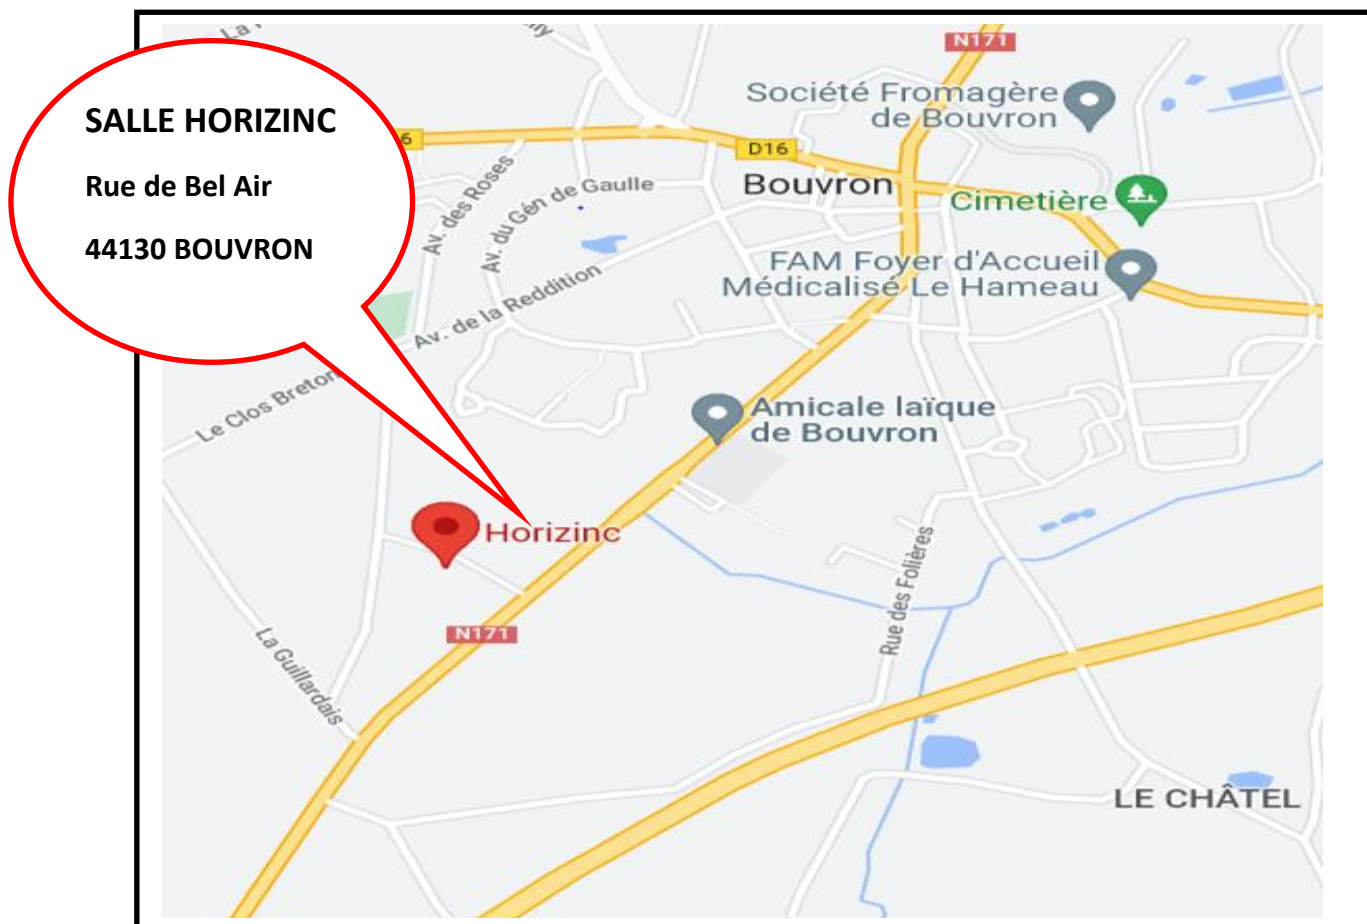 SALLE HORIZINC
Rue de Bel Air
44130 BOUVRON
N171
Société Fromagère
de Bouvron
D16
Bouvron
Cimetière
Av. des Roses
Av. du Gén de Gaulle
FAM Foyer d'Accueil
Médicalisé Le Hameau
Av. de la Reddition
Le Clos Breton
Amicale laïque
de Bouvron
Horizinc
Rue des Folières
N171
La Guillardais
LE CHÂTEL